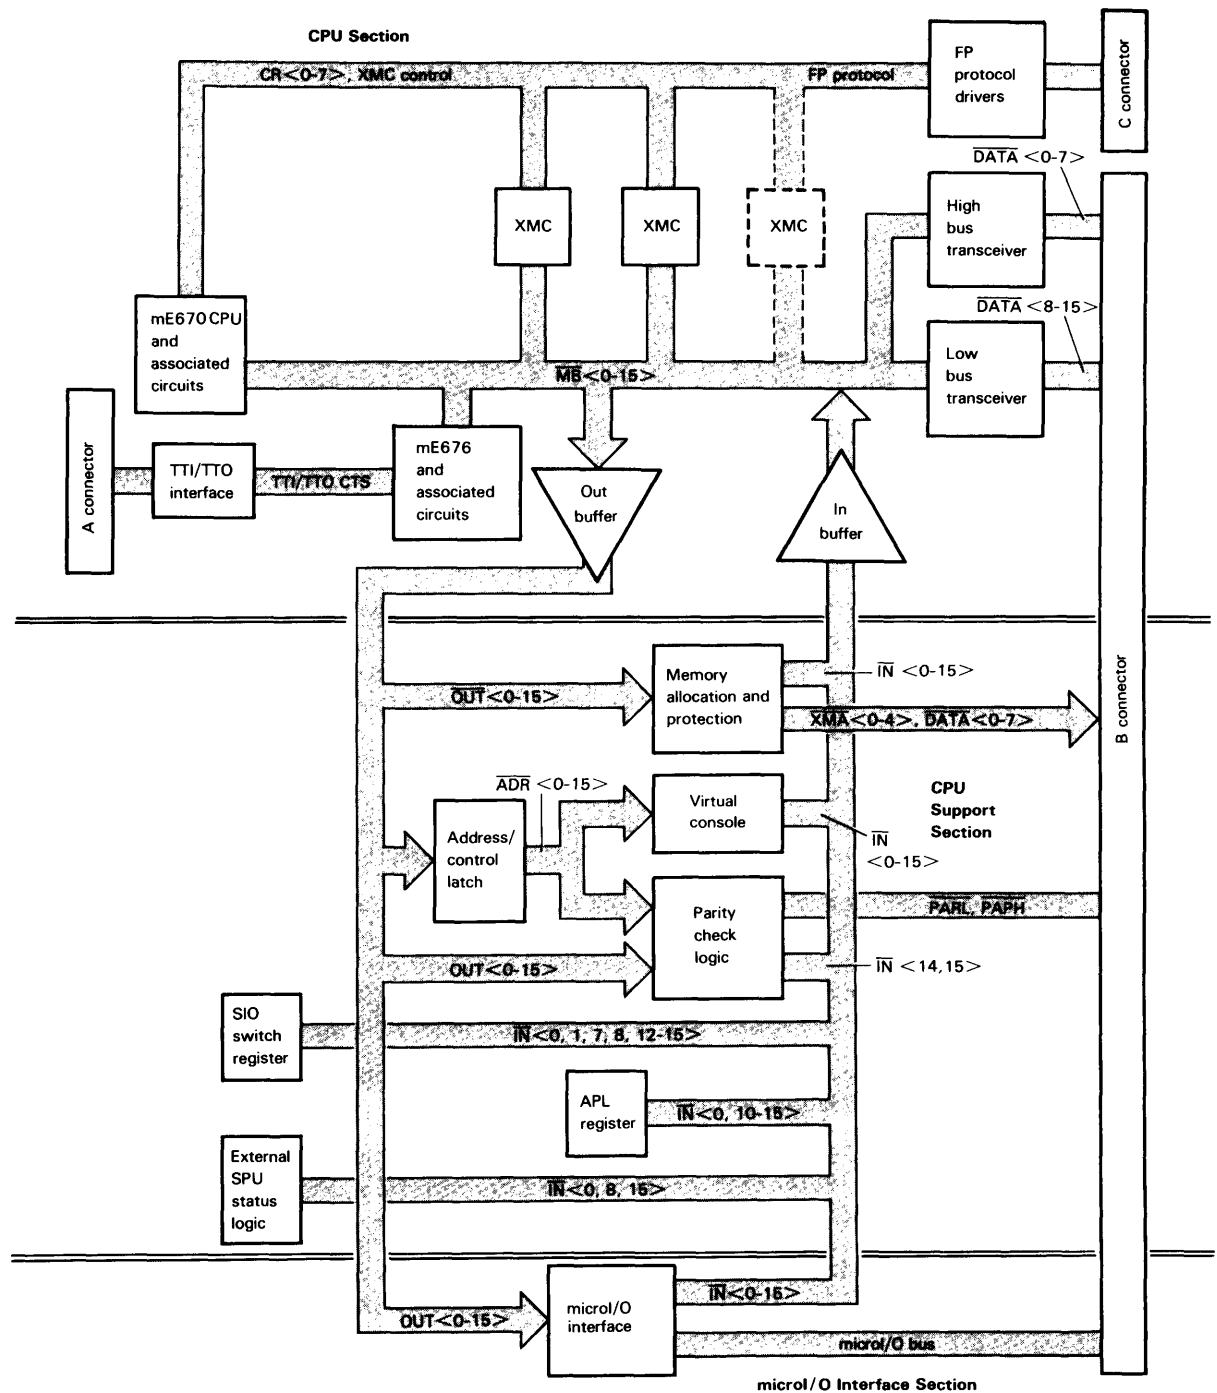 CPU Section
CR<0-7>, XMC control
FP protocol
FP
protocol
drivers
C connector
DATA <0-7>
XMC
XMC
XMC
High
bus
transceiver
mE670 CPU
and
associated
circuits
DATA <8-15>
MB<0-15>
Low
bus
transceiver
A connector
TTI/TTO
interface
TTI/TTO CTS
mE676
and
associated
circuits
Out
buffer
In
buffer
B connector
OUT<0-15>
Memory
allocation and
protection
IN <0-15>
XMA<0-4>, DATA<0-7>
ADR <0-15>
Address/
control
latch
Virtual
console
CPU
Support
Section
IN
<0-15>
Parity
check
logic
PARL, PAPH
OUT<0-15>
IN <14,15>
SIO
switch
register
IN<0, 1, 7, 8, 12-15>
APL
register
IN<0, 10-15>
External
SPU
status
logic
IN<0, 8, 15>
OUT<0-15>
microI/O
interface
IN<0-15>
microI/O bus
microI/O Interface Section